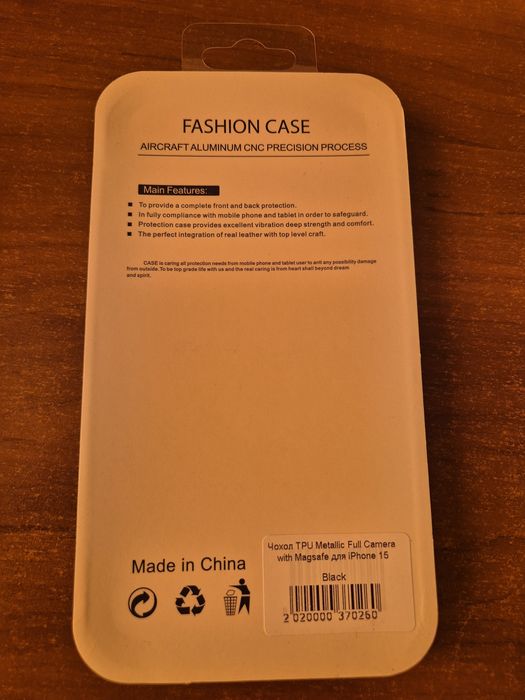 FASHION CASE
AIRCRAFT ALUMINUM CNC PRECISION PROCESS
Main Features:
To provide a complete front and back protection.
In fully compliance with mobile phone and tablet in order to safeguard.
Protection case provides excellent vibration deep strength and comfort.
The perfect integration of real leather with top level craft.
CASE is caring all protection needs from mobile phone and tablet user to anti any possibility damage
from outside. To be top grade life with us and the real caring is from heart shall beyond dream
and spirit.
Made in China
Чохол TPU Metallic Full Camera
with Magsafe для iPhone 15
Black
2 020000 370260